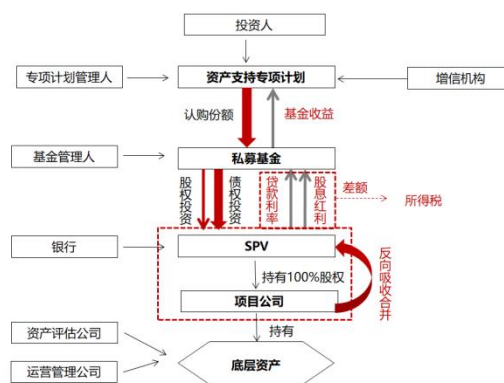 投资人
专项计划管理人
资产支持专项计划
增信机构
认购份额
基金收益
基金管理人
私募基金
股权投资
债权投资
贷款利率
股息红利
差额
所得税
银行
SPV
持有100%股权
反向吸收合并
项目公司
资产评估公司
持有
运营管理公司
底层资产